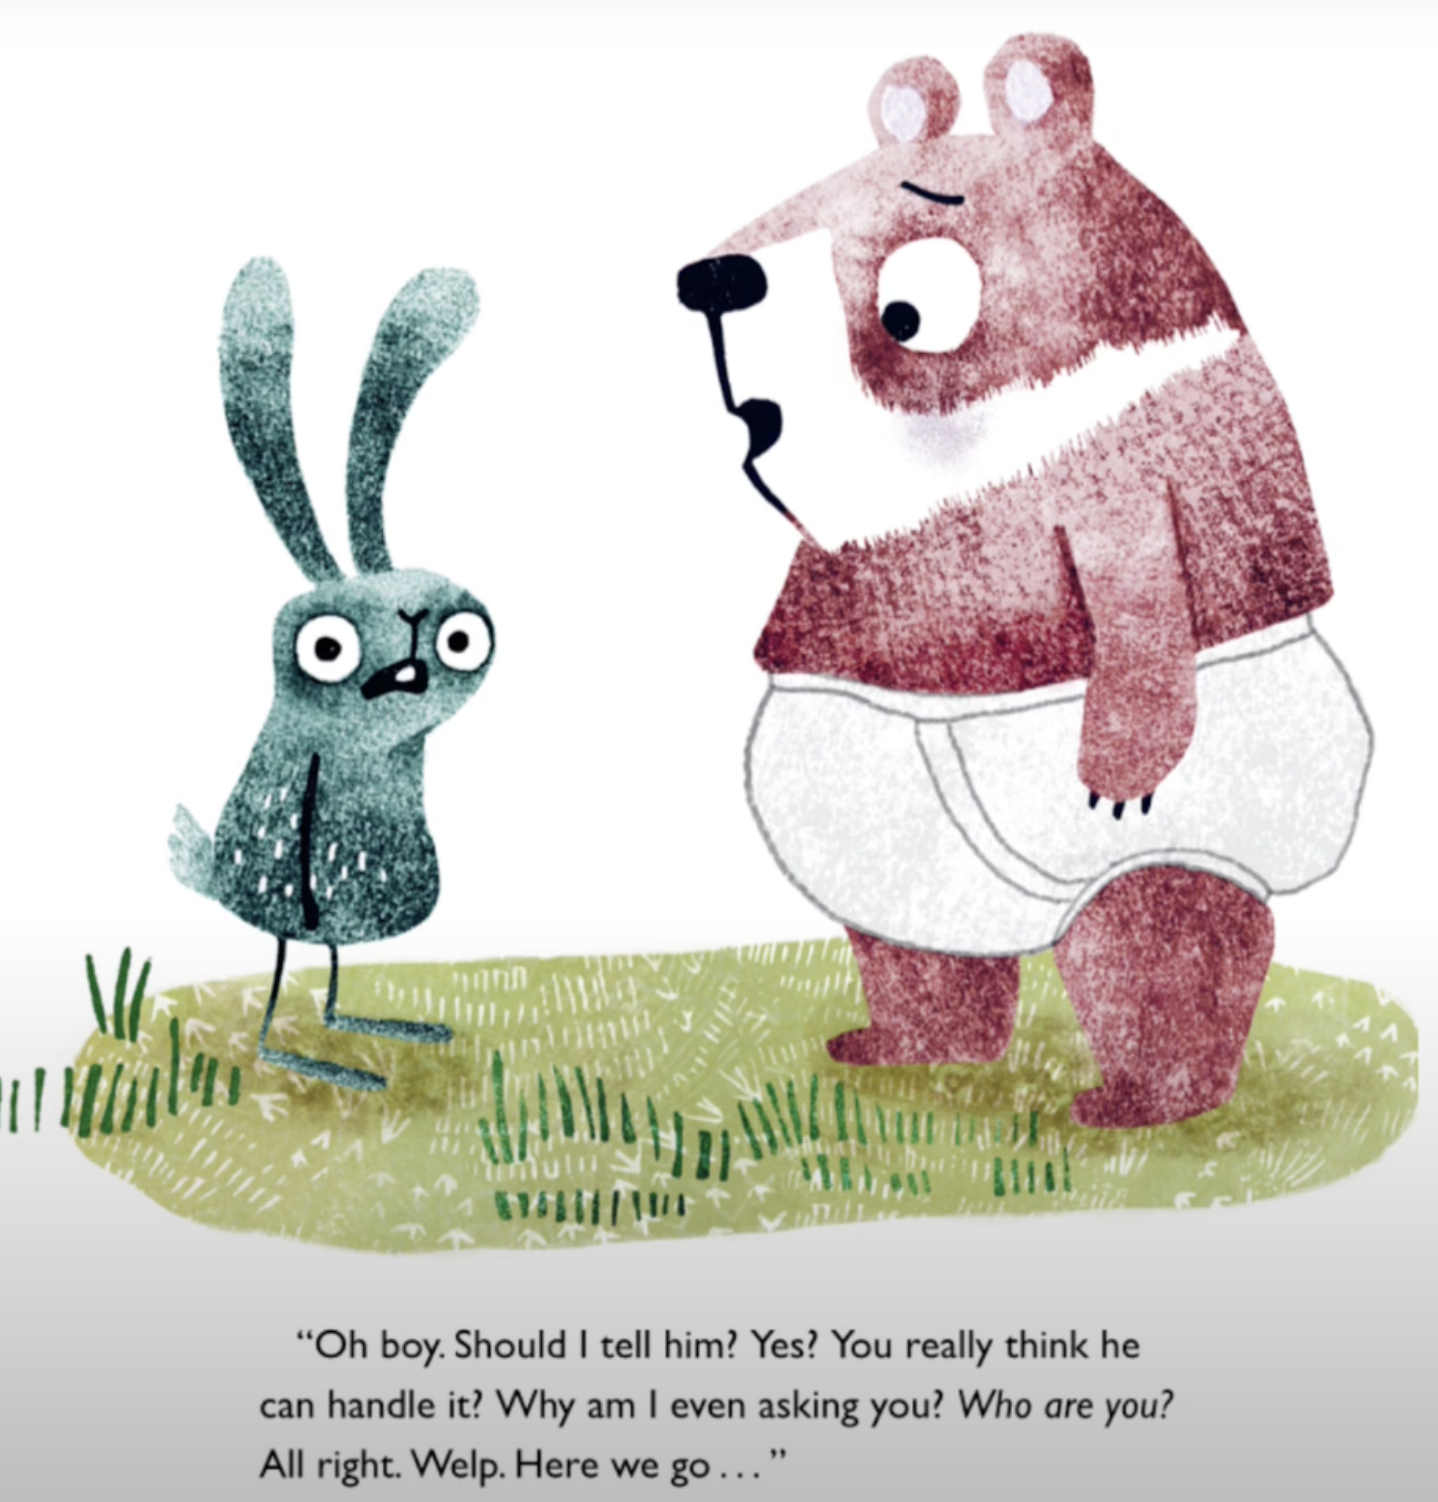 “Oh boy. Should I tell him? Yes? You really think he
can handle it? Why am I even asking you? Who are you?
All right. Welp. Here we go . . . ”